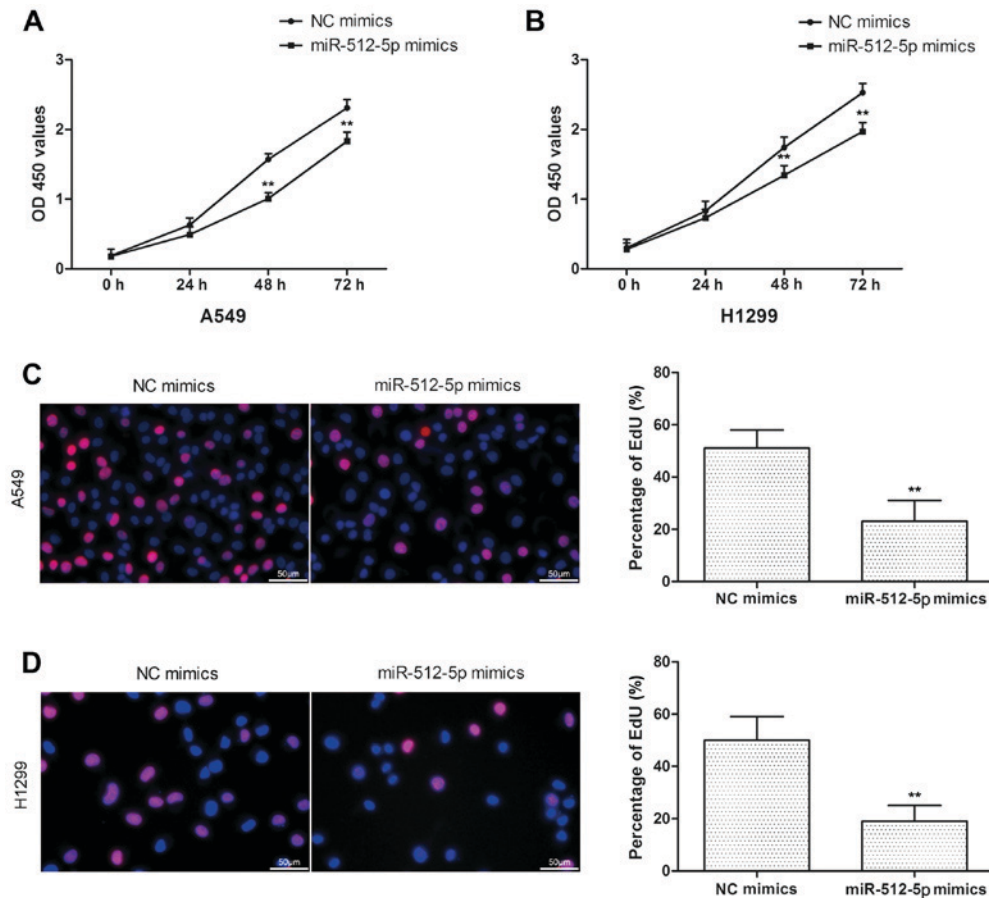 A
NC mimics
miR-512-5p mimics
OD 450 values
3
2
1
0
**
**
0 h 24 h 48 h 72 h
A549
B
NC mimics
miR-512-5p mimics
OD 450 values
3
2
1
0
**
**
0 h 24 h 48 h 72 h
H1299
C
NC mimics
miR-512-5p mimics
A549
50µm
50µm
Percentage of EdU (%)
80
60
40
20
0
**
NC mimics miR-512-5p mimics
D
NC mimics
miR-512-5p mimics
H1299
50µm
50µm
Percentage of EdU (%)
80
60
40
20
0
**
NC mimics miR-512-5p mimics